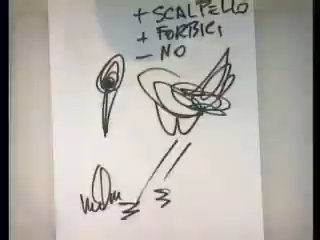 + SCALPELLO
+ FORBICI
- NO